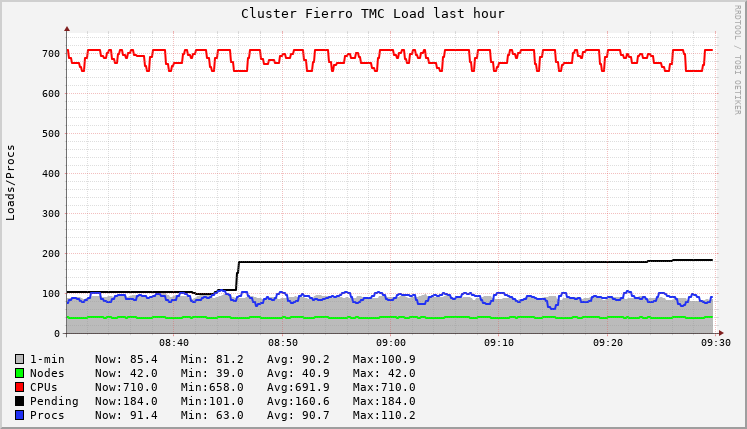 Cluster Fierro TMC Load last hour
RRDTOOL / TOBI OETIKER
Loads/Procs
700
600
500
400
300
200
100
0
08:40 08:50 09:00 09:10 09:20 09:30
1-min Now: 85.4 Min: 81.2 Avg: 90.2 Max:100.9
Nodes Now: 42.0 Min: 39.0 Avg: 40.9 Max: 42.0
CPUs Now:710.0 Min:658.0 Avg:691.9 Max:710.0
Pending Now:184.0 Min:101.0 Avg:160.6 Max:184.0
Procs Now: 91.4 Min: 63.0 Avg: 90.7 Max:110.2